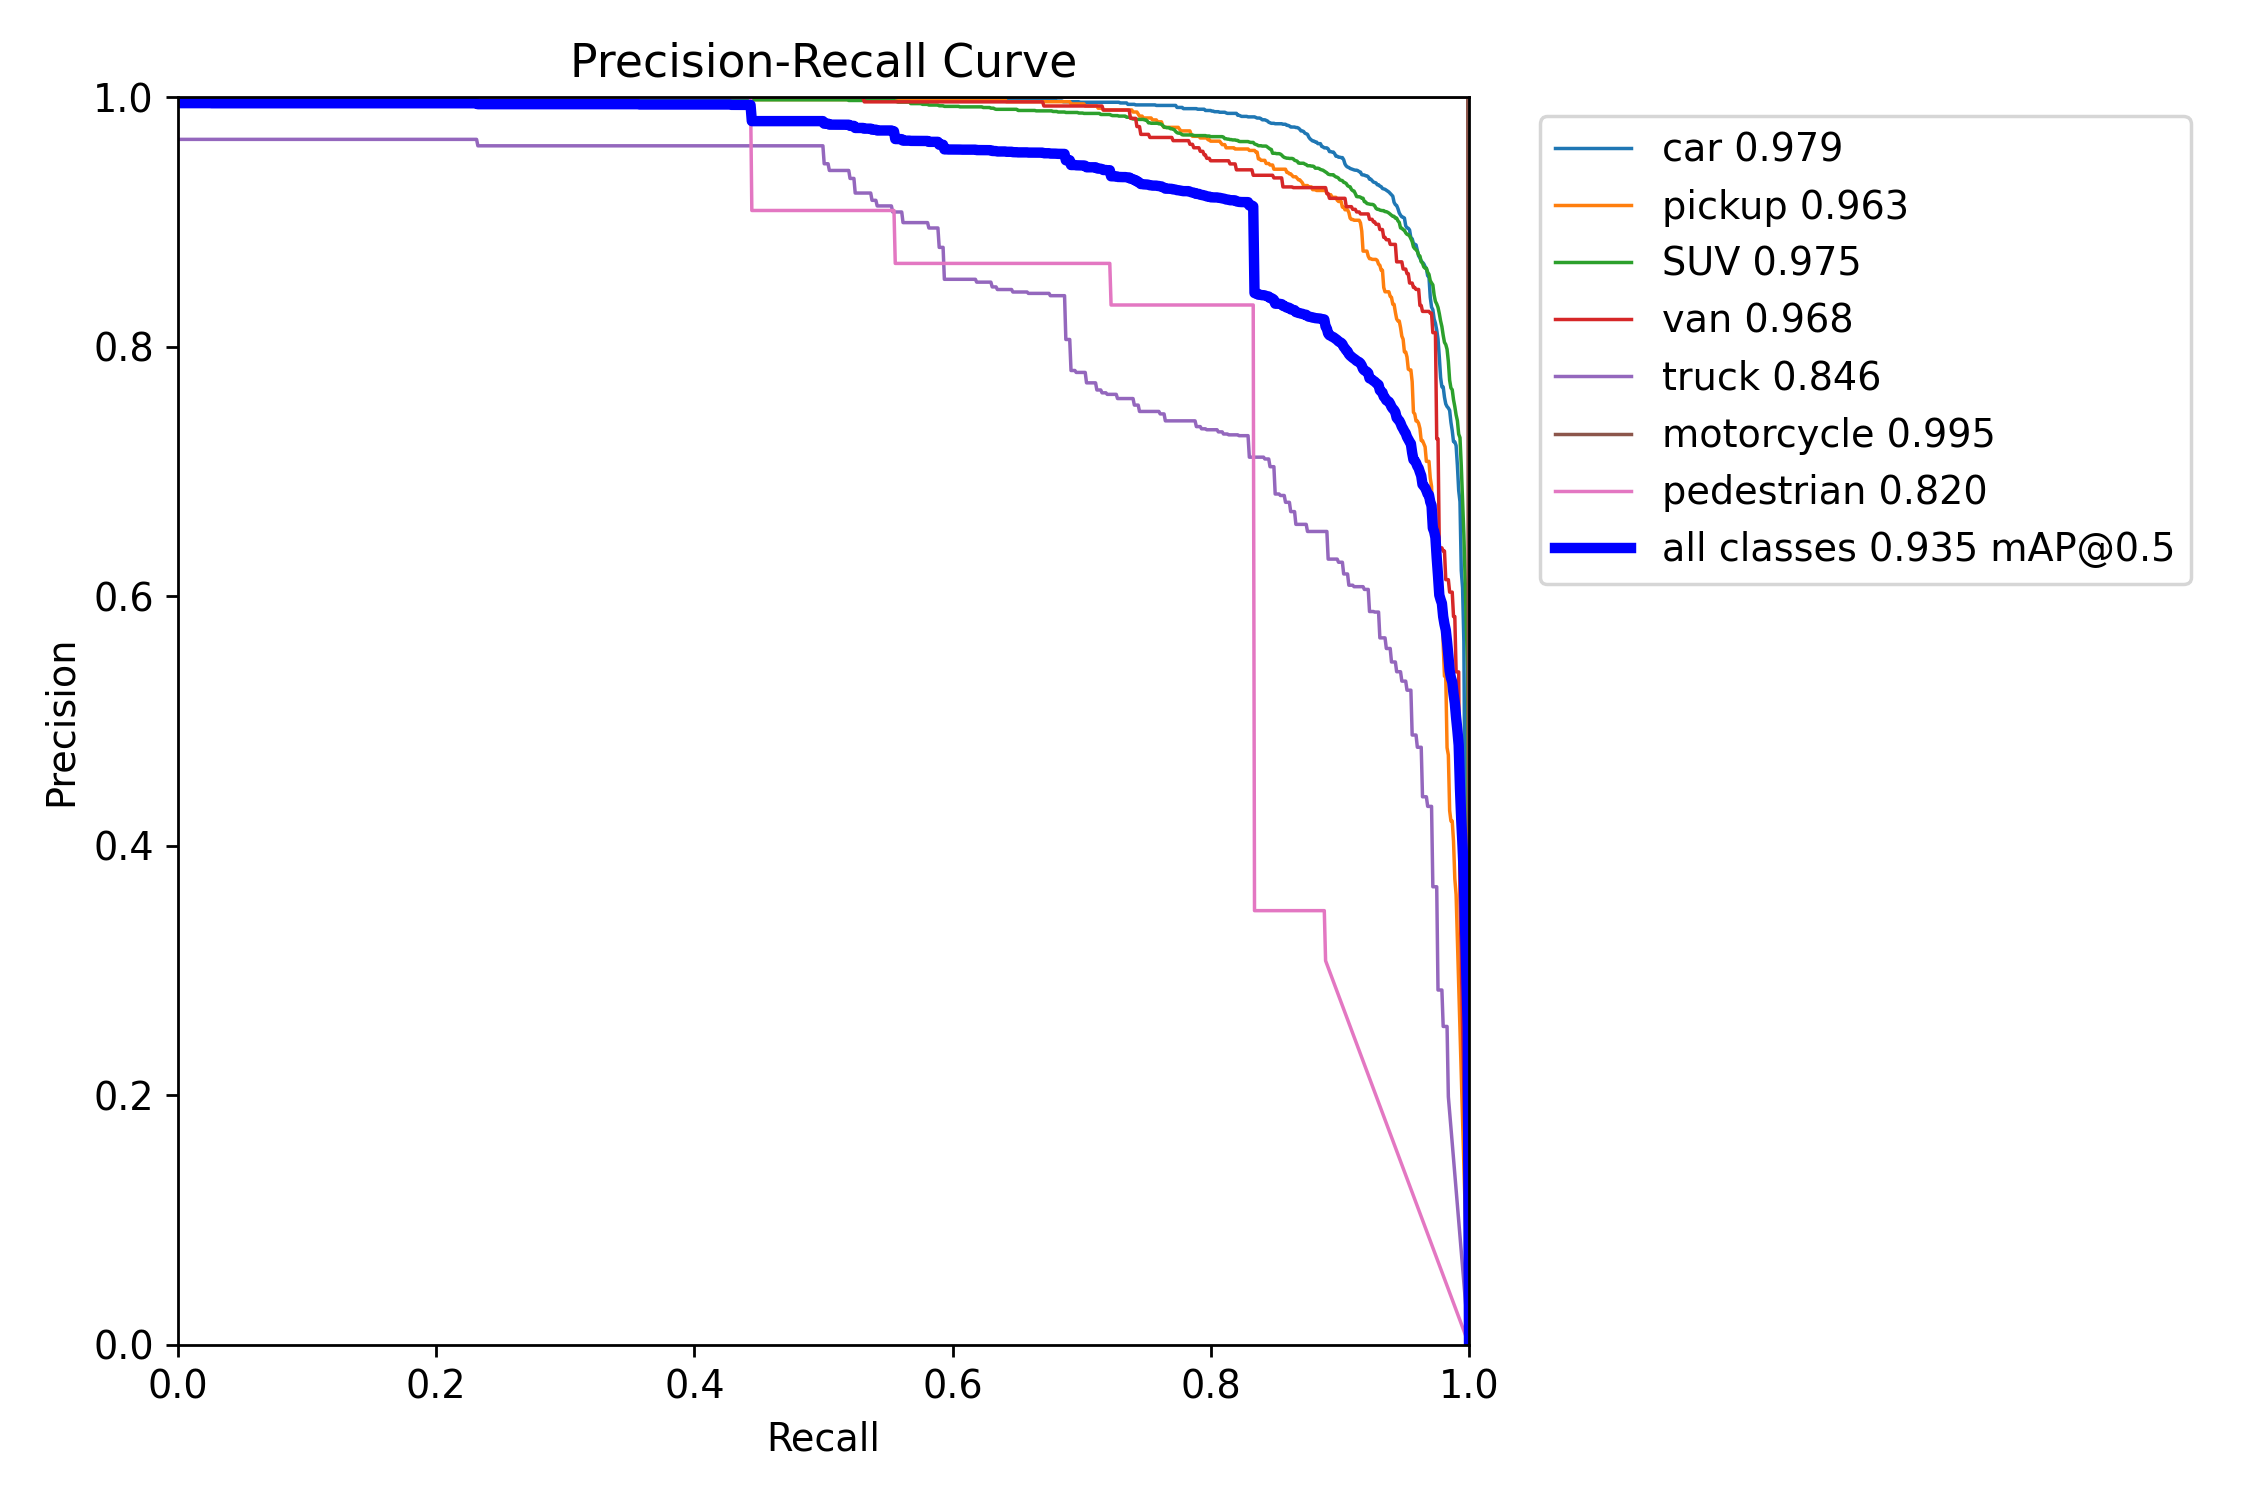 Precision-Recall Curve
1.0
0.8
0.6
0.4
0.2
0.0
Precision
0.0 0.2 0.4 0.6 0.8 1.0
Recall
car 0.979
pickup 0.963
SUV 0.975
van 0.968
truck 0.846
motorcycle 0.995
pedestrian 0.820
all classes 0.935 mAP@0.5